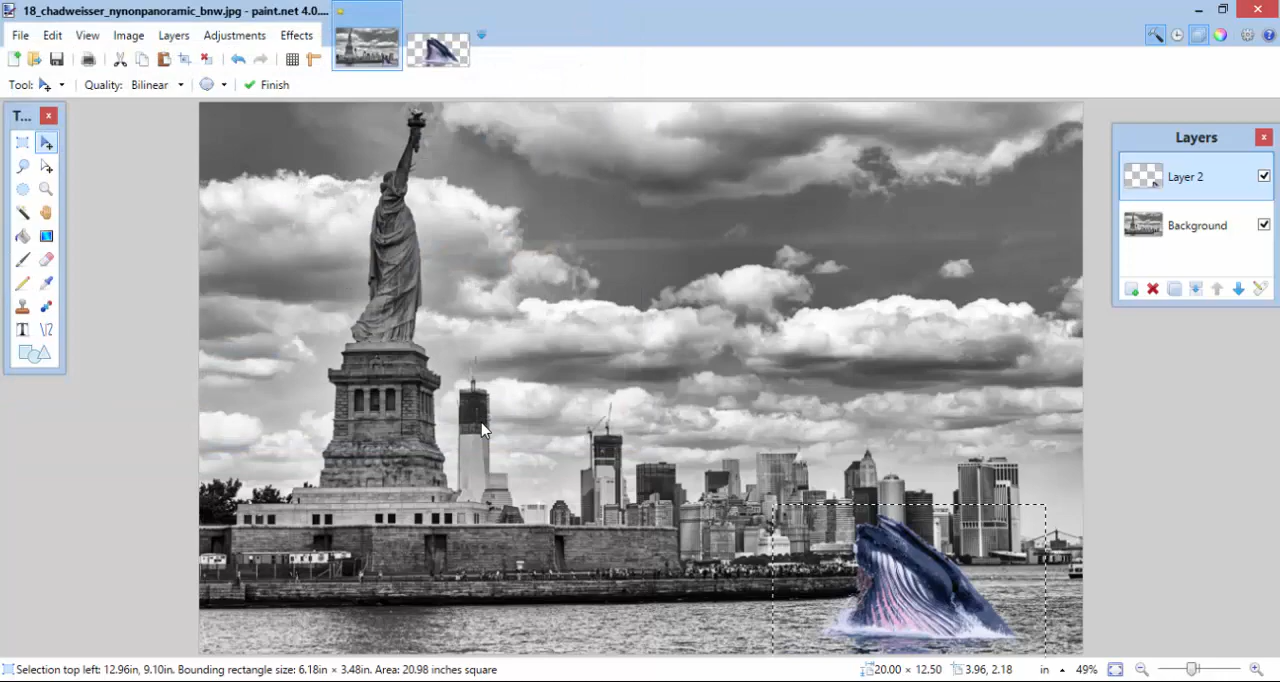 18_chadweisser_nynonpanoramic_bnw.jpg - paint.net 4.0....
File Edit View Image Layers Adjustments Effects
Tool: Quality: Bilinear Finish
T...
Layers
Layer 2
Background
Selection top left: 12.96in, 9.10in. Bounding rectangle size: 6.18in × 3.48in. Area: 20.98 inches square
20.00 × 12.50
3.96, 2.18
in
49%